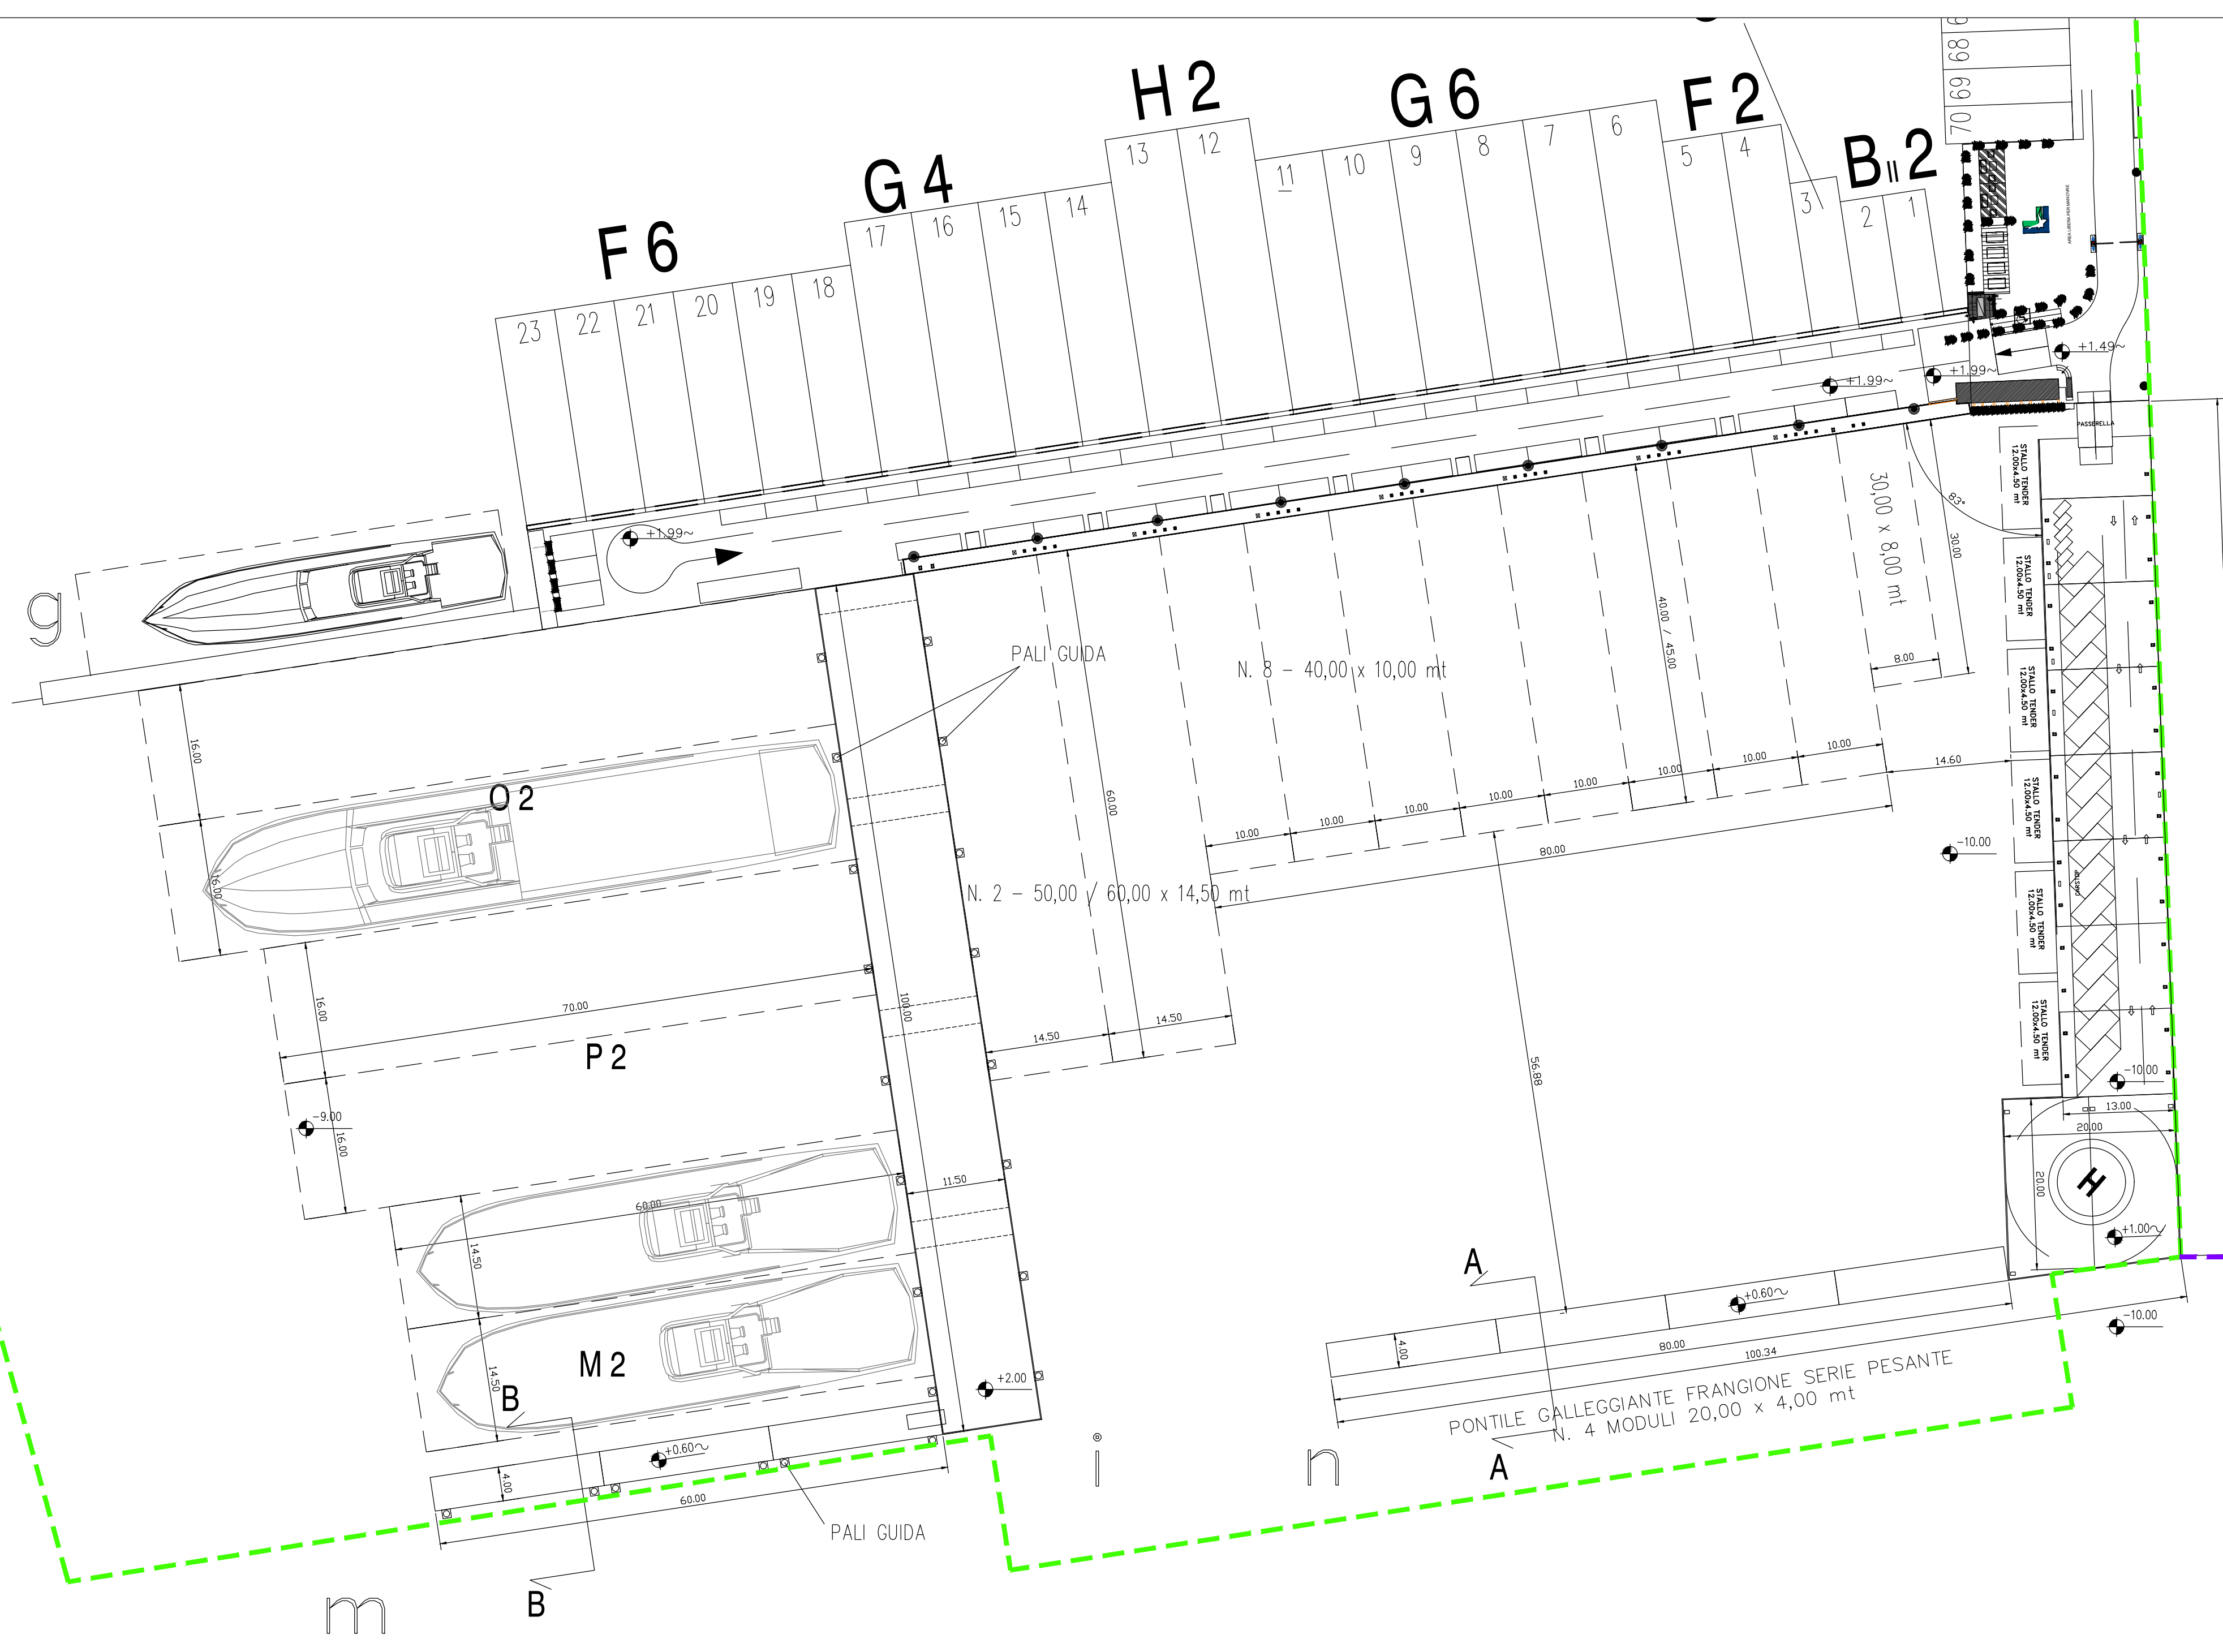 68
69
70
H 2
G 6
F 2
B॥ 2
G 4
F 6
23
22
21
20
19
18
17
16
15
14
13
12
11
10
9
8
7
6
5
4
3
2
1
+1.49~
+1.99~
+1.99~
+1.99~
PASSERELLA
g
83°
30.00
30,00 x 8,00 mt
8.00
STALLO TENDER
12.00x4.50 mt
STALLO TENDER
12.00x4.50 mt
STALLO TENDER
12.00x4.50 mt
STALLO TENDER
12.00x4.50 mt
STALLO TENDER
12.00x4.50 mt
STALLO TENDER
12.00x4.50 mt
PALI GUIDA
N. 8 - 40,00 x 10,00 mt
40.00 / 45.00
60.00
10.00
10.00
10.00
10.00
10.00
10.00
10.00
10.00
14.60
80.00
-10.00
16.00
O 2
16.00
N. 2 - 50,00 / 60,00 x 14,50 mt
16.00
70.00
100.00
14.50
14.50
P 2
-9.00
16.00
56.88
-10.00
13.00
20.00
20.00
H
+1.00~
60.00
11.50
14.50
14.50
M 2
B
+2.00
A
+0.60~
-10.00
4.00
80.00
100.34
PONTILE GALLEGGIANTE FRANGIONE SERIE PESANTE
N. 4 MODULI 20,00 x 4,00 mt
A
+0.60~
4.00
60.00
PALI GUIDA
B
i
n
m